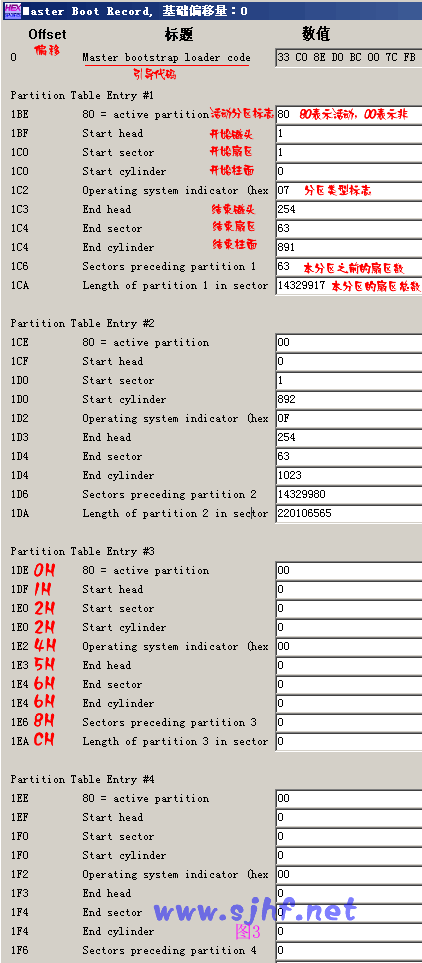 Master Boot Record, 基础偏移量: 0
Offset 标题 数值
偏移
0 Master bootstrap loader code 33 C0 8E D0 BC 00 7C FB
引导代码
Partition Table Entry #1
1BE 80 = active partition 活动分区标志 80 80表示活动，00表示非
1BF Start head 开始磁头 1
1C0 Start sector 开始扇区 1
1C0 Start cylinder 开始柱面 0
1C2 Operating system indicator (hex 07 分区类型标志
1C3 End head 结束磁头 254
1C4 End sector 结束扇区 63
1C4 End cylinder 结束柱面 891
1C6 Sectors preceding partition 1 63 本分区之前的扇区数
1CA Length of partition 1 in sector 14329917 本分区的扇区总数
Partition Table Entry #2
1CE 80 = active partition 00
1CF Start head 0
1D0 Start sector 1
1D0 Start cylinder 892
1D2 Operating system indicator (hex 0F
1D3 End head 254
1D4 End sector 63
1D4 End cylinder 1023
1D6 Sectors preceding partition 2 14329980
1DA Length of partition 2 in sector 220106565
Partition Table Entry #3
1DE 0H 80 = active partition 00
1DF 1H Start head 0
1E0 2H Start sector 0
1E0 2H Start cylinder 0
1E2 4H Operating system indicator (hex 00
1E3 5H End head 0
1E4 6H End sector 0
1E4 6H End cylinder 0
1E6 8H Sectors preceding partition 3 0
1EA CH Length of partition 3 in sector 0
Partition Table Entry #4
1EE 80 = active partition 00
1EF Start head 0
1F0 Start sector 0
1F0 Start cylinder 0
1F2 Operating system indicator (hex 00
1F3 End head 0
1F4 End sector 0
www.sjhf.net
1F4 End cylinder 0
图3
1F6 Sectors preceding partition 4 0